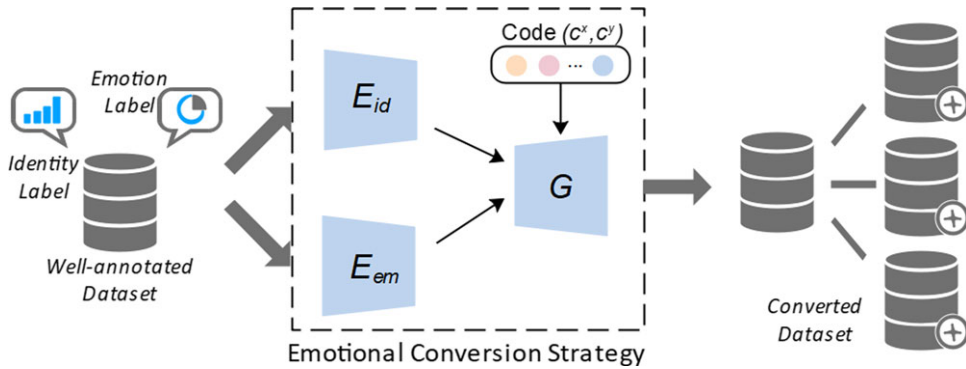 Emotion
Label
Identity
Label
Well-annotated
Dataset
E_id
E_em
Code (c^x,c^y)
...
G
Emotional Conversion Strategy
Converted
Dataset